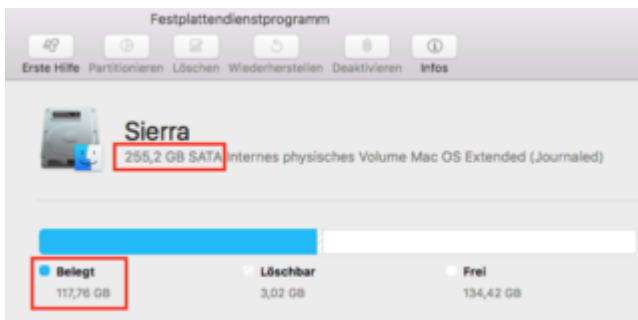 Festplattendienstprogramm
Erste Hilfe Partitionieren Löschen Wiederherstellen Deaktivieren Infos
Sierra
255,2 GB SATA Internes physisches Volume Mac OS Extended (Journaled)
Belegt Löschbar Frei
117,76 GB 3,02 GB 134,42 GB